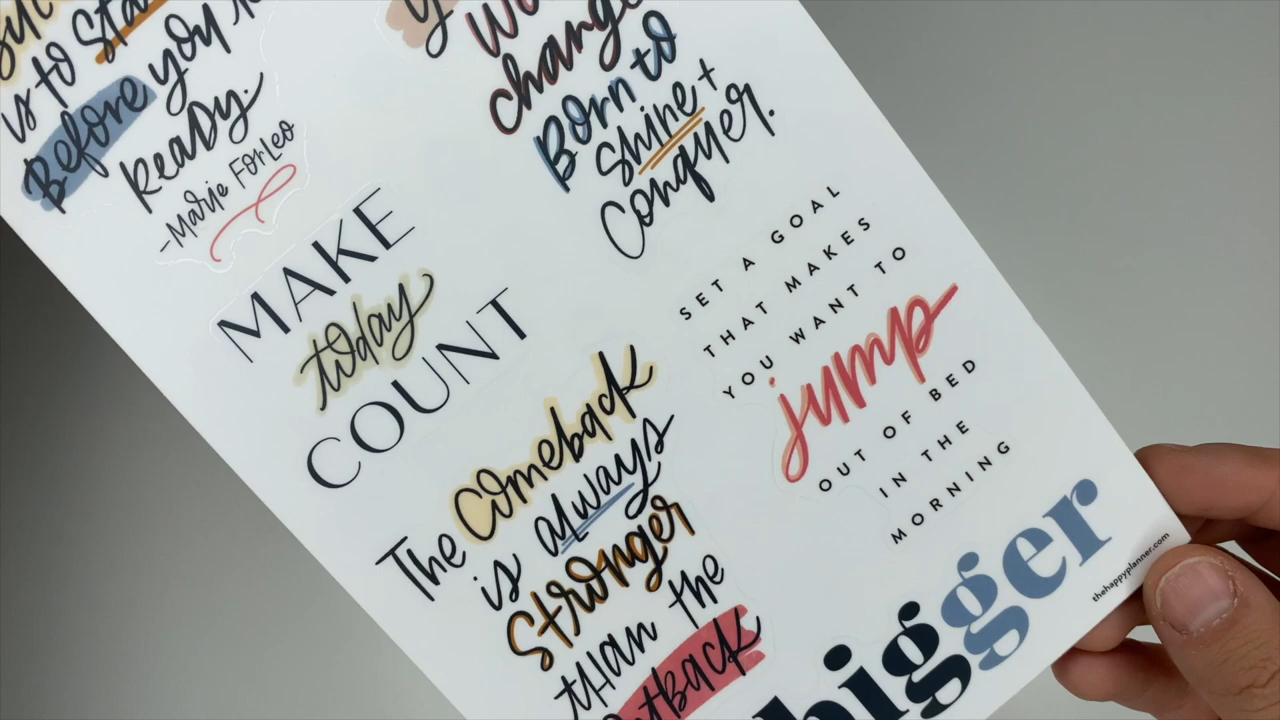 is to Start
Before you
Ready.
-Marie Forleo
change
Born to
Shine +
Conquer.
MAKE
today
COUNT
SET A GOAL
THAT MAKES
YOU WANT TO
jump
OUT OF BED
IN THE
MORNING
The Comeback
is always
Stronger
than the
bigger
thehappyplanner.com